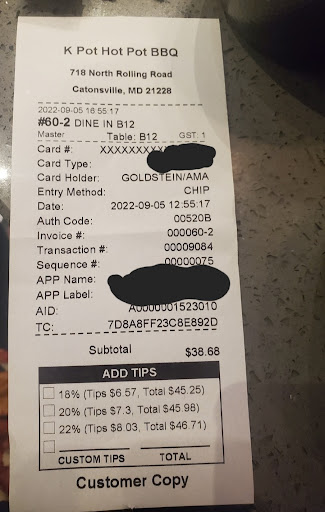 K Pot Hot Pot BBQ
718 North Rolling Road
Catonsville, MD 21228
2022-09-05 16:55:17
#60-2 DINE IN B12
Master Table: B12 GST: 1
Card #: XXXXXXXXX
Card Type:
Card Holder: GOLDSTEIN/AMA
Entry Method: CHIP
Date: 2022-09-05 12:55:17
Auth Code: 00520B
Invoice #: 000060-2
Transaction #: 00009084
Sequence #: 00000075
APP Name:
APP Label:
AID: A0000001523010
TC: 7D8A8FF23C8E892D
Subtotal $38.68
ADD TIPS
18% (Tips $6.57, Total $45.25)
20% (Tips $7.3, Total $45.98)
22% (Tips $8.03, Total $46.71)
CUSTOM TIPS TOTAL
Customer Copy